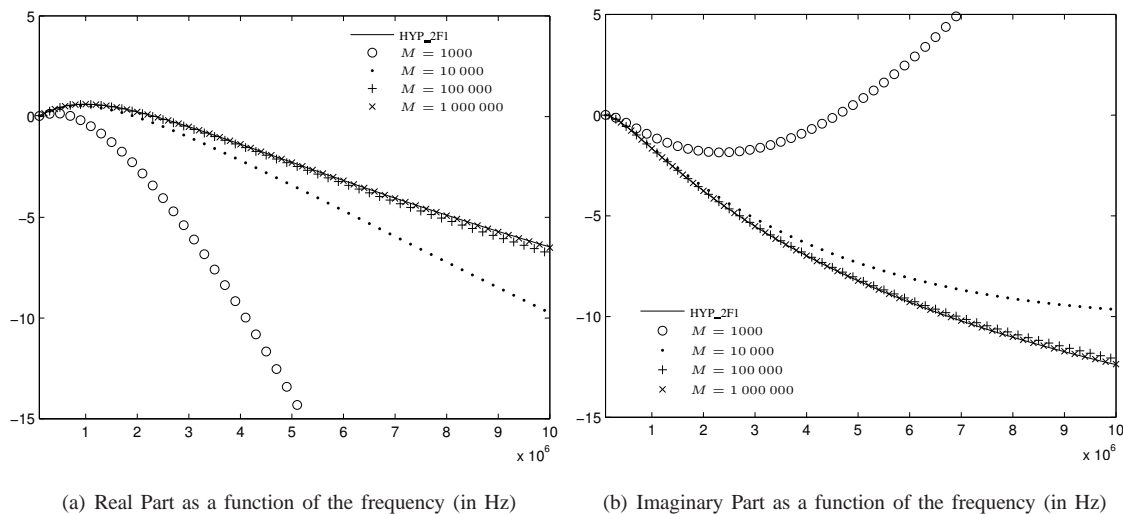 5
0
−5
−10
−15
1 2 3 4 5 6 7 8 9 10
x 10^6
HYP_2F1
M = 1000
M = 10 000
M = 100 000
M = 1 000 000
(a) Real Part as a function of the frequency (in Hz)
5
0
−5
−10
−15
1 2 3 4 5 6 7 8 9 10
x 10^6
HYP_2F1
M = 1000
M = 10 000
M = 100 000
M = 1 000 000
(b) Imaginary Part as a function of the frequency (in Hz)